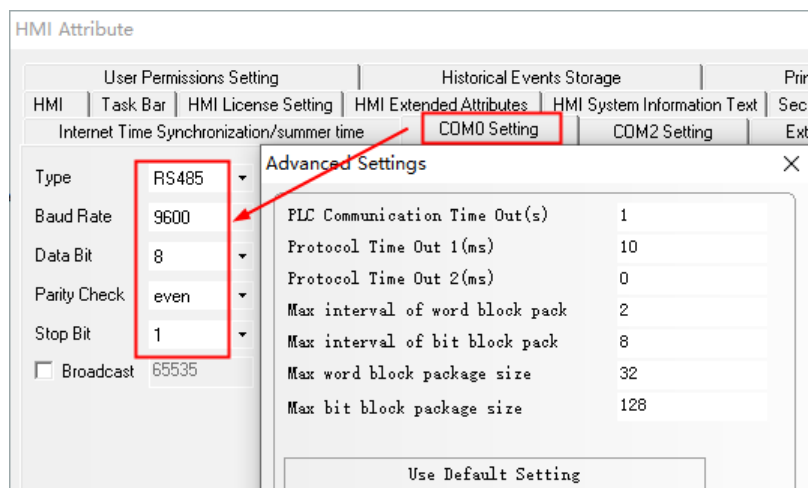 HMI Attribute
User Permissions Setting
Historical Events Storage
HMI
Task Bar
HMI License Setting
HMI Extended Attributes
HMI System Information Text
Internet Time Synchronization/summer time
COM0 Setting
COM2 Setting
Type
RS485
Baud Rate
9600
Data Bit
8
Parity Check
even
Stop Bit
1
Broadcast
65535
Advanced Settings
PLC Communication Time Out(s)
1
Protocol Time Out 1(ms)
10
Protocol Time Out 2(ms)
0
Max interval of word block pack
2
Max interval of bit block pack
8
Max word block package size
32
Max bit block package size
128
Use Default Setting